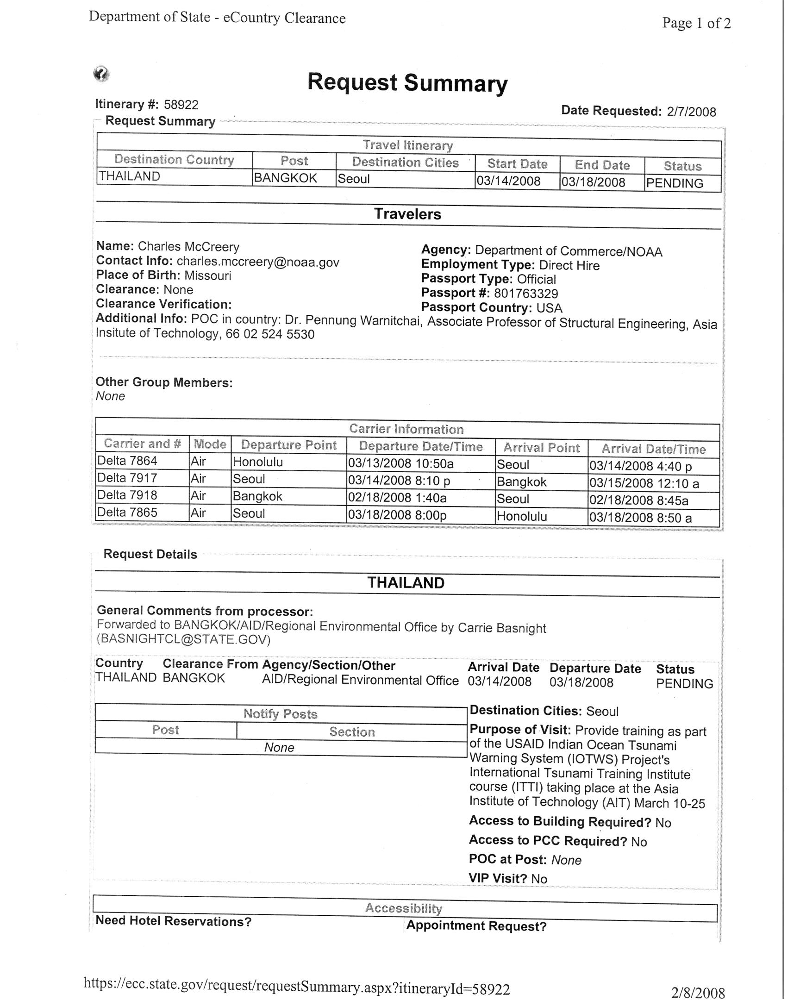 Department of State - eCountry Clearance
Page 1 of 2
Request Summary
Itinerary #: 58922
Date Requested: 2/7/2008
Request Summary
Travel Itinerary
Destination Country Post Destination Cities Start Date End Date Status
THAILAND BANGKOK Seoul 03/14/2008 03/18/2008 PENDING
Travelers
Name: Charles McCreery
Contact Info: charles.mccreery@noaa.gov
Place of Birth: Missouri
Clearance: None
Clearance Verification:
Agency: Department of Commerce/NOAA
Employment Type: Direct Hire
Passport Type: Official
Passport #: 801763329
Passport Country: USA
Additional Info: POC in country: Dr. Pennung Warnitchai, Associate Professor of Structural Engineering, Asia
Insitute of Technology, 66 02 524 5530
Other Group Members:
None
Carrier Information
Carrier and # Mode Departure Point Departure Date/Time Arrival Point Arrival Date/Time
Delta 7864 Air Honolulu 03/13/2008 10:50a Seoul 03/14/2008 4:40 p
Delta 7917 Air Seoul 03/14/2008 8:10 p Bangkok 03/15/2008 12:10 a
Delta 7918 Air Bangkok 02/18/2008 1:40a Seoul 02/18/2008 8:45a
Delta 7865 Air Seoul 03/18/2008 8:00p Honolulu 03/18/2008 8:50 a
Request Details
THAILAND
General Comments from processor:
Forwarded to BANGKOK/AID/Regional Environmental Office by Carrie Basnight
(BASNIGHTCL@STATE.GOV)
Country Clearance From Agency/Section/Other Arrival Date Departure Date Status
THAILAND BANGKOK AID/Regional Environmental Office 03/14/2008 03/18/2008 PENDING
Notify Posts
Post Section
None
Destination Cities: Seoul
Purpose of Visit: Provide training as part
of the USAID Indian Ocean Tsunami
Warning System (IOTWS) Project's
International Tsunami Training Institute
course (ITTI) taking place at the Asia
Institute of Technology (AIT) March 10-25
Access to Building Required? No
Access to PCC Required? No
POC at Post: None
VIP Visit? No
Accessibility
Need Hotel Reservations?
Appointment Request?
https://ecc.state.gov/request/requestSummary.aspx?itineraryId=58922
2/8/2008